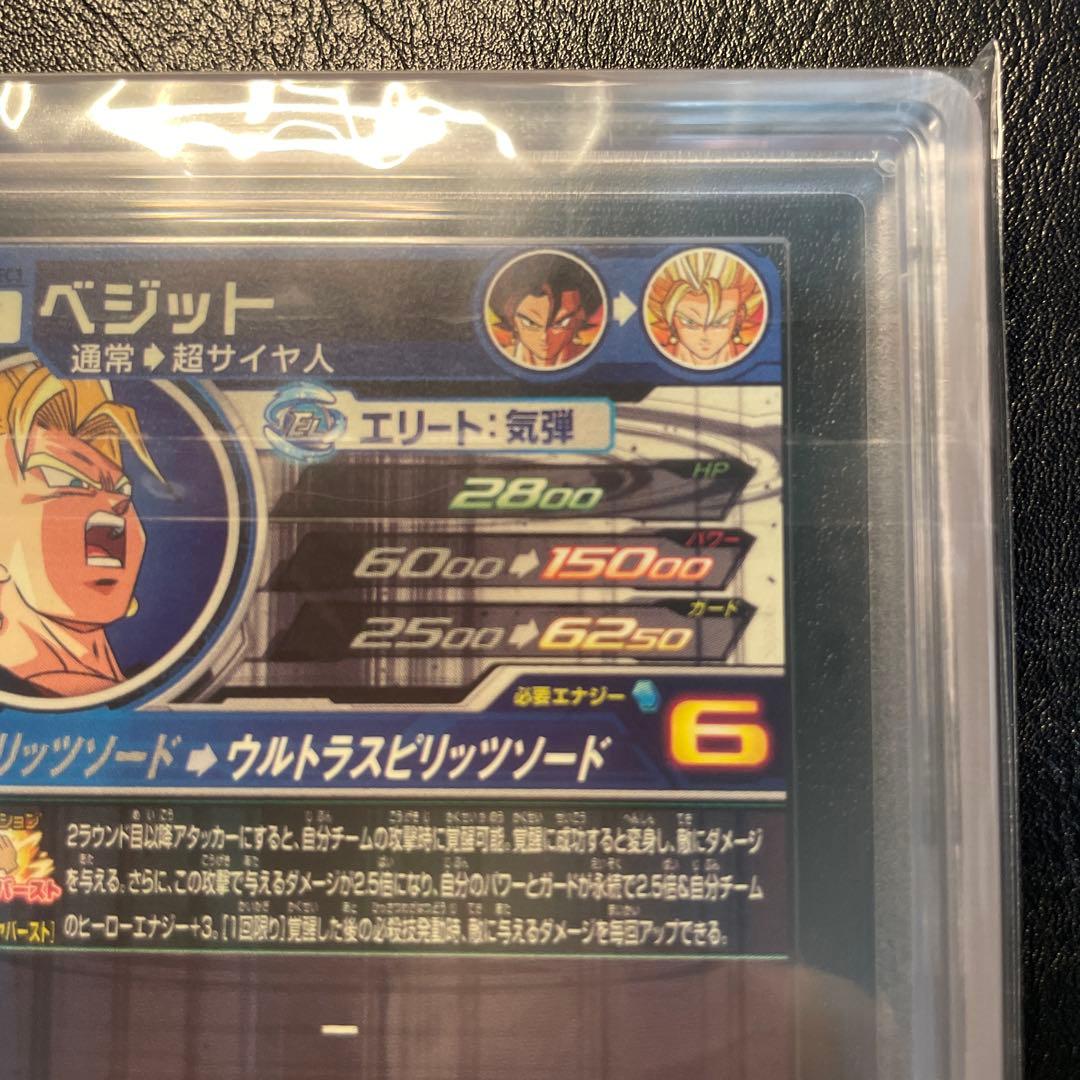 EC1
ベジット
通常➡超サイヤ人
EL エリート：気弾
HP
2800
パワー
6000➡15000
ガード
2500➡6250
必要エナジー
6
リッツソード➡ウルトラスピリッツソード
2ラウンド目以降アタッカーにすると、自分チームの攻撃時に覚醒可能。覚醒に成功すると変身し、敵にダメージ
を与える。さらに、この攻撃で与えるダメージが2.5倍になり、自分のパワーとガードが永続で2.5倍&自分チーム
バースト
のヒーローエナジー+3。[1回限り]覚醒した後の必殺技発動時、敵に与えるダメージを毎回アップできる。
バースト]